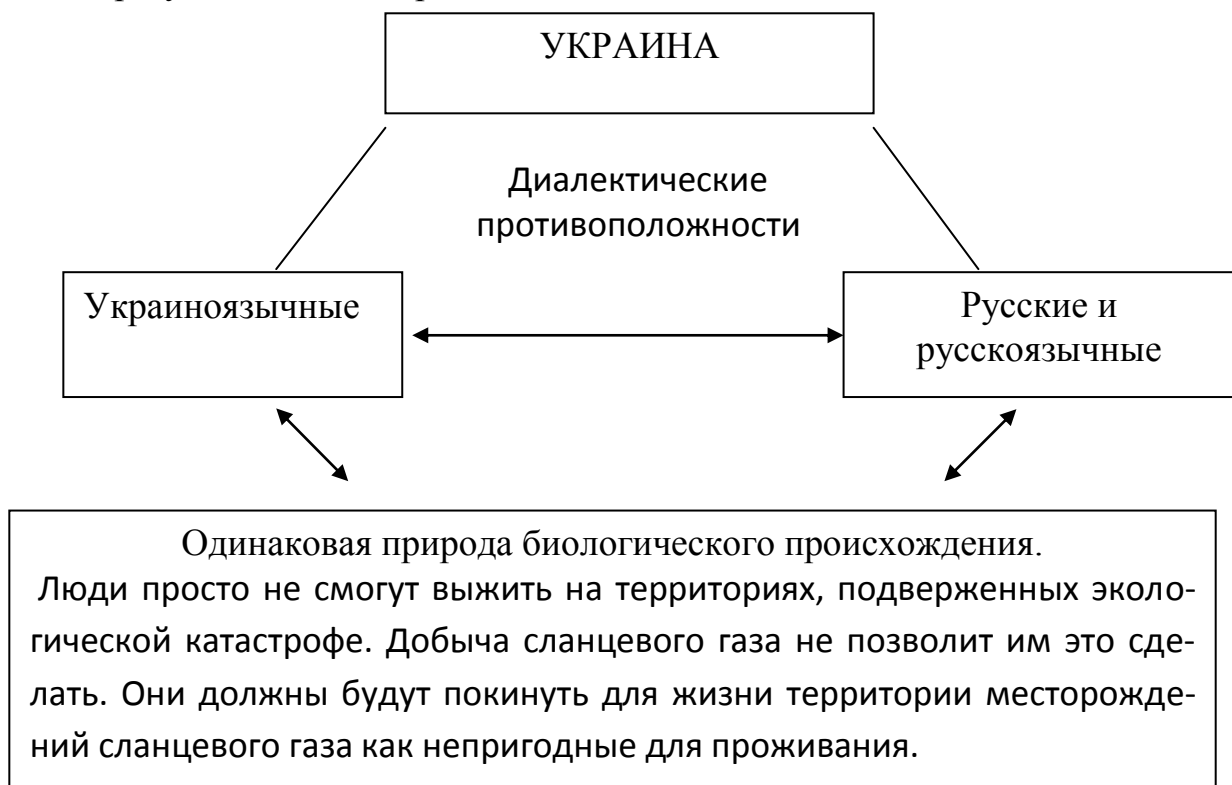 УКРАИНА
Диалектические
противоположности
Украиноязычные
Русские и
русскоязычные
Одинаковая природа биологического происхождения.
Люди просто не смогут выжить на территориях, подверженных эколо-
гической катастрофе. Добыча сланцевого газа не позволит им это сде-
лать. Они должны будут покинуть для жизни территории месторожде-
ний сланцевого газа как непригодные для проживания.